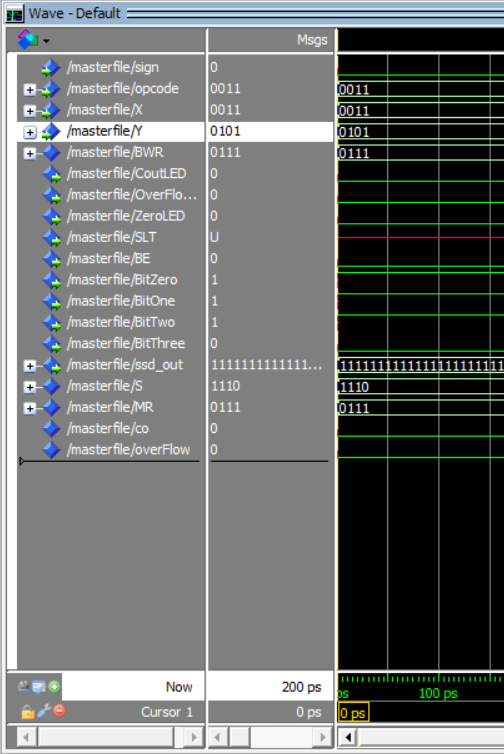 Wave - Default
Msgs
/masterfile/sign 0
/masterfile/opcode 0011 0011
/masterfile/X 0011 0011
/masterfile/Y 0101 0101
/masterfile/BWR 0111 0111
/masterfile/CoutLED 0
/masterfile/OverFlo... 0
/masterfile/ZeroLED 0
/masterfile/SLT U
/masterfile/BE 0
/masterfile/BitZero 1
/masterfile/BitOne 1
/masterfile/BitTwo 1
/masterfile/BitThree 0
/masterfile/ssd_out 1111111111111... 1111111111111111111111
/masterfile/S 1110 1110
/masterfile/MR 0111 0111
/masterfile/co 0
/masterfile/overFlow 0
Now 200 ps ps 100 ps
Cursor 1 0 ps 0 ps